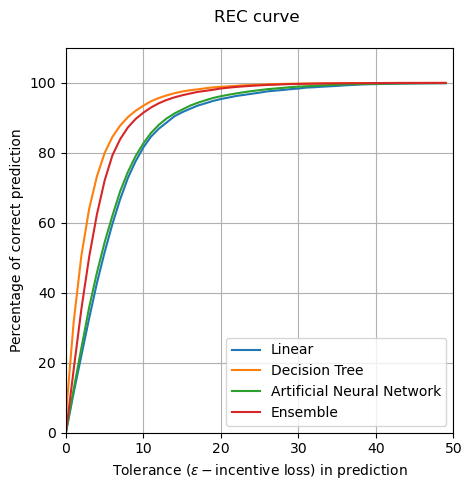 REC curve
Percentage of correct prediction
100
80
60
40
20
0
Linear
Decision Tree
Artificial Neural Network
Ensemble
0 10 20 30 40 50
Tolerance (ε − incentive loss) in prediction